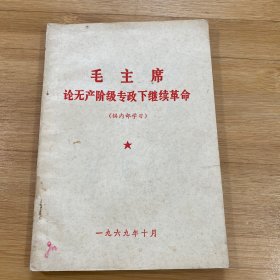 毛主席
论无产阶级专政下继续革命
(供内部学习)
一九六九年十月